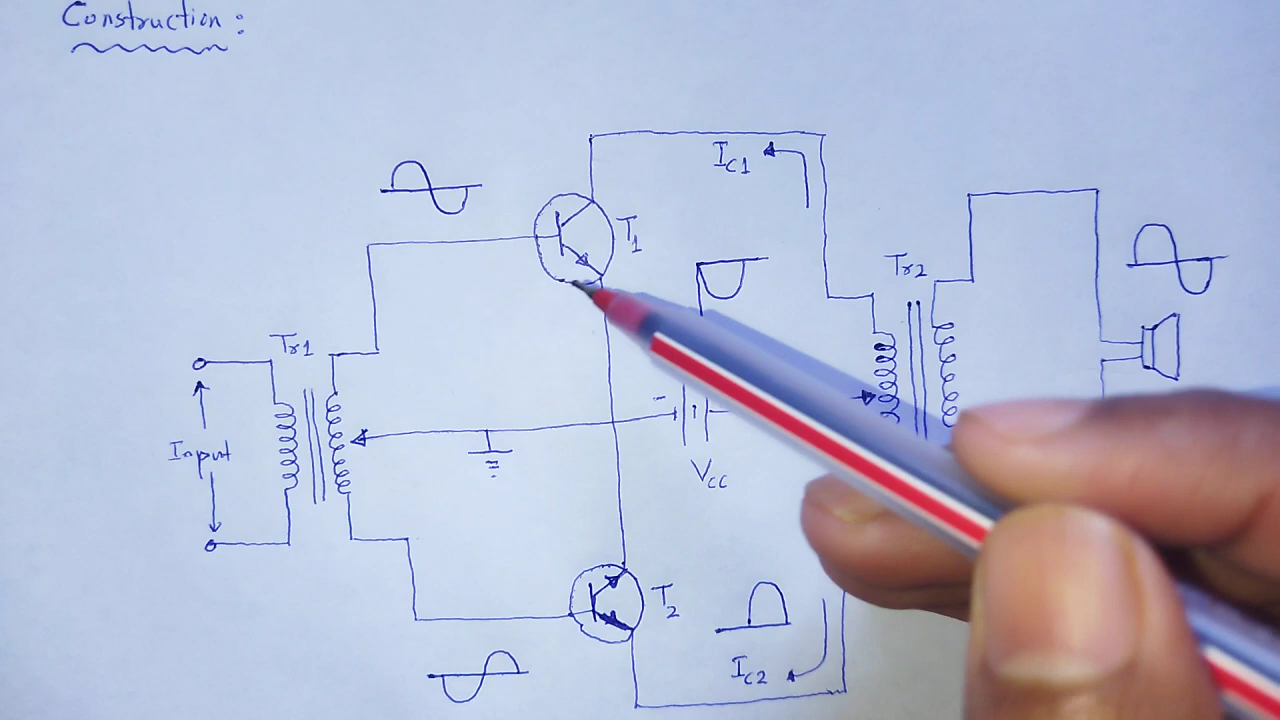 Construction:
IC1
T1
Tr2
Tr1
Input
-
VCC
T2
IC2